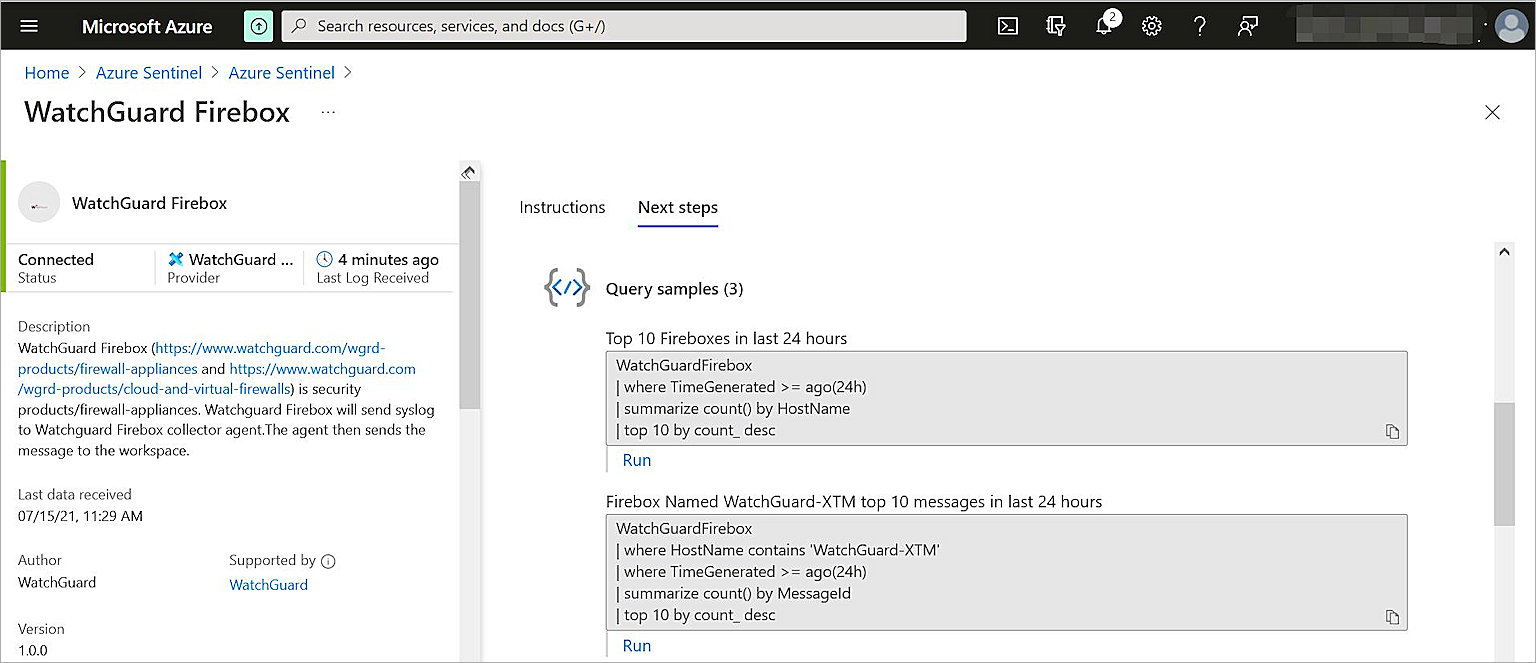 Microsoft Azure
Search resources, services, and docs (G+/)
2
Home > Azure Sentinel > Azure Sentinel >
WatchGuard Firebox ...
WatchGuard Firebox
Connected
Status
WatchGuard ...
Provider
4 minutes ago
Last Log Received
Description
WatchGuard Firebox (https://www.watchguard.com/wgrd-
products/firewall-appliances and https://www.watchguard.com
/wgrd-products/cloud-and-virtual-firewalls) is security
products/firewall-appliances. Watchguard Firebox will send syslog
to Watchguard Firebox collector agent.The agent then sends the
message to the workspace.
Last data received
07/15/21, 11:29 AM
Author
WatchGuard
Supported by
WatchGuard
Version
1.0.0
Instructions
Next steps
Query samples (3)
Top 10 Fireboxes in last 24 hours
WatchGuardFirebox
| where TimeGenerated >= ago(24h)
| summarize count() by HostName
| top 10 by count_ desc
Run
Firebox Named WatchGuard-XTM top 10 messages in last 24 hours
WatchGuardFirebox
| where HostName contains 'WatchGuard-XTM'
| where TimeGenerated >= ago(24h)
| summarize count() by MessageId
| top 10 by count_ desc
Run